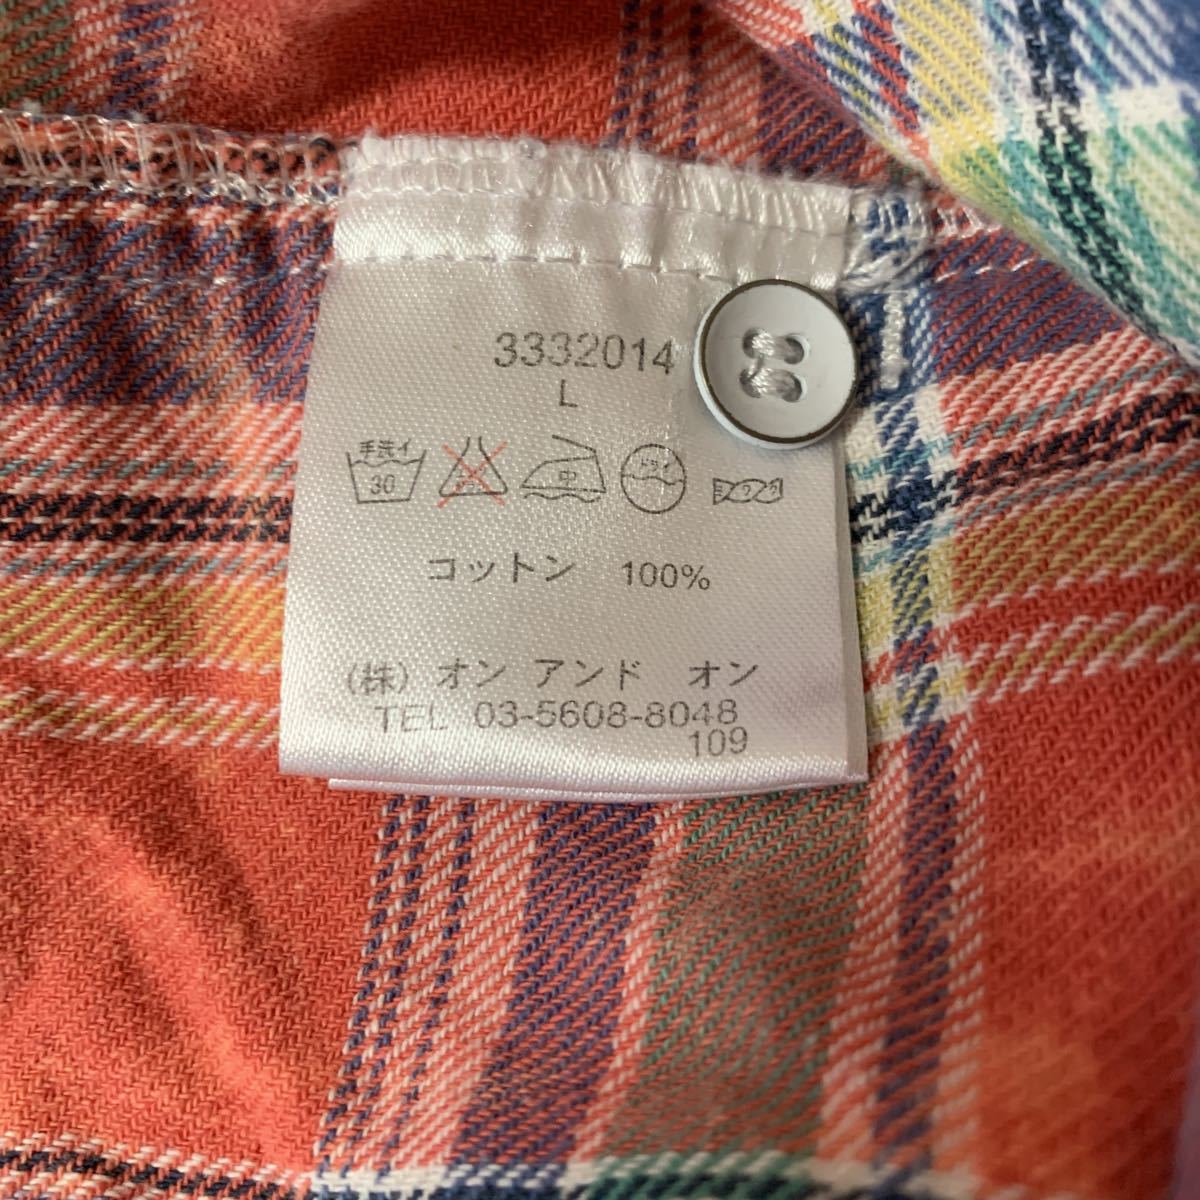 3332014
L
手洗イ 中 ドライ
30
コットン 100%
(株) オン アンド オン
TEL 03-5608-8048
109